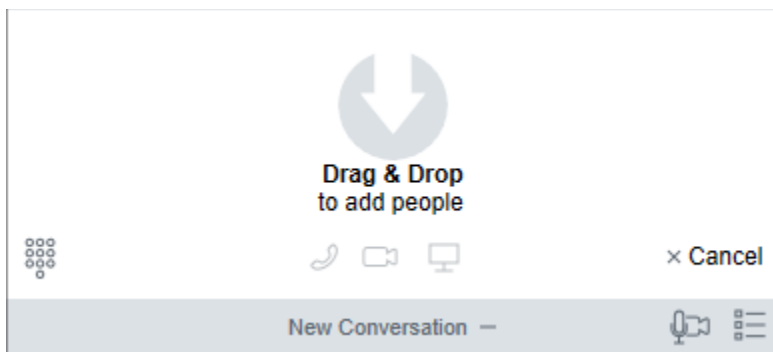 Drag & Drop
to add people
× Cancel
New Conversation –